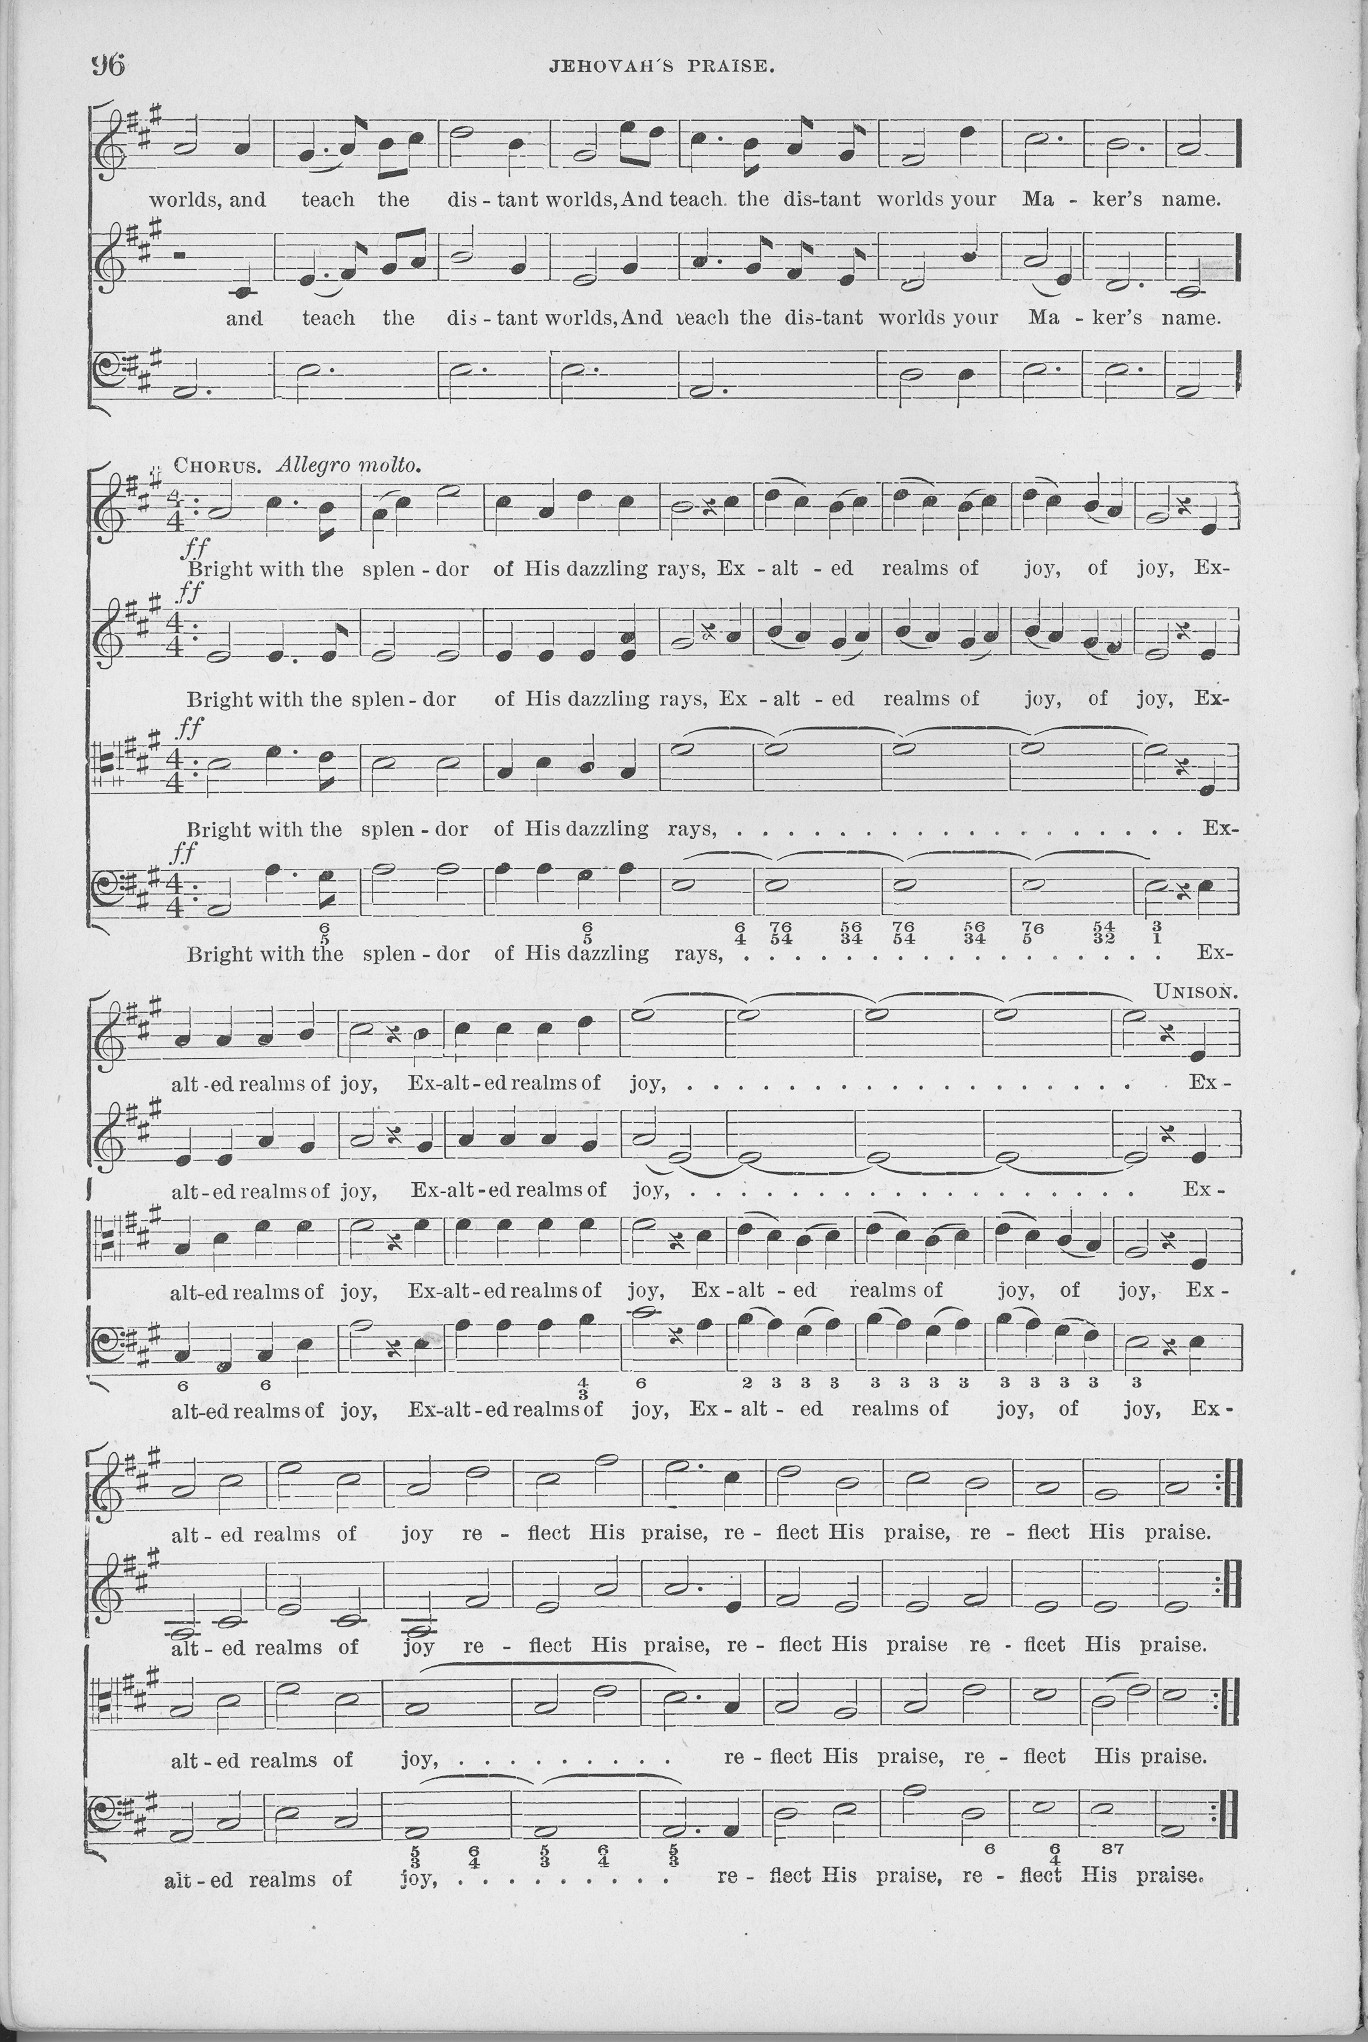 96
JEHOVAH'S PRAISE.
worlds, and teach the dis - tant worlds, And teach. the dis-tant worlds your Ma - ker's name.
and teach the dis - tant worlds, And teach the dis-tant worlds your Ma - ker's name.
CHORUS. Allegro molto.
4 4
ff
Bright with the splen - dor of His dazzling rays, Ex - alt - ed realms of joy, of joy, Ex-
ff
4 4
Bright with the splen - dor of His dazzling rays, Ex - alt - ed realms of joy, of joy, Ex-
ff
4 4
Bright with the splen - dor of His dazzling rays, . . . . . . . . . . . . . . . . . . Ex-
ff
4 4
6 6 6 76 56 76 56 76 54 3
5 5 4 54 34 54 34 5 32 1
Bright with the splen - dor of His dazzling rays, . . . . . . . . . . . . . . . . . Ex-
UNISON.
alt - ed realms of joy, Ex-alt-ed realms of joy, . . . . . . . . . . . . . . . . . . Ex -
alt - ed realms of joy, Ex-alt-ed realms of joy, . . . . . . . . . . . . . . . . . . Ex -
alt-ed realms of joy, Ex-alt-ed realms of joy, Ex - alt - ed realms of joy, of joy, Ex -
6 6 4 6 2 3 3 3 3 3 3 3 3 3 3 3 3
3
alt-ed realms of joy, Ex-alt-ed realms of joy, Ex - alt - ed realms of joy, of joy, Ex -
alt - ed realms of joy re - flect His praise, re - flect His praise, re - flect His praise.
alt - ed realms of joy re - flect His praise, re - flect His praise re - flcet His praise.
alt - ed realms of joy, . . . . . . . . . re - flect His praise, re - flect His praise.
5 6 5 6 5 6 6 87
3 4 3 4 3 4
alt - ed realms of joy, . . . . . . . . . re - flect His praise, re - flect His praise.